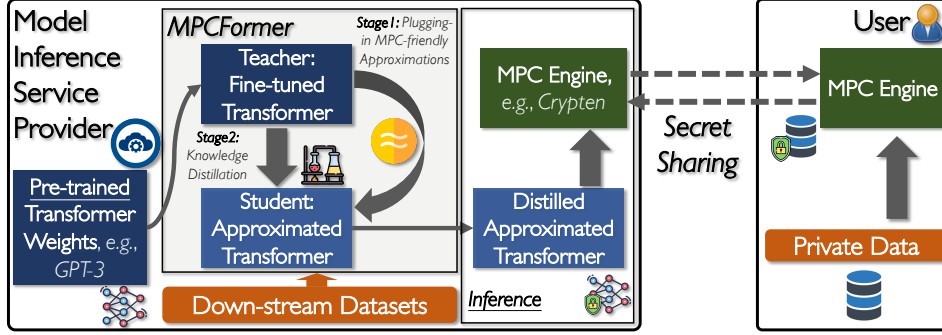 Model
Inference
Service
Provider
Pre-trained
Transformer
Weights, e.g.,
GPT-3
MPCFormer
Stage1: Plugging-
in MPC-friendly
Approximations
Teacher:
Fine-tuned
Transformer
Stage2:
Knowledge
Distillation
Student:
Approximated
Transformer
Down-stream Datasets
MPC Engine,
e.g., Crypten
Distilled
Approximated
Transformer
Inference
Secret
Sharing
User
MPC Engine
Private Data